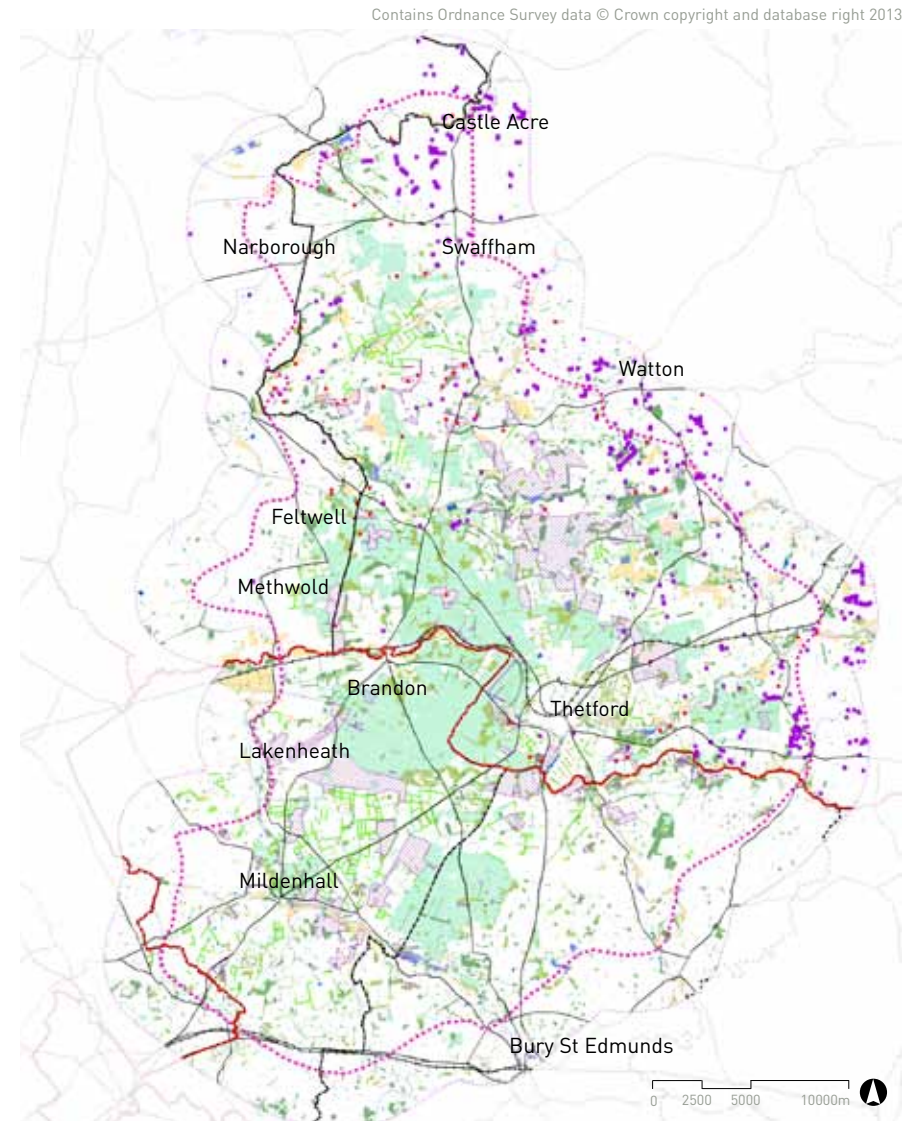 Contains Ordnance Survey data © Crown copyright and database right 2013
Castle Acre
Narborough
Swaffham
Watton
Feltwell
Methwold
Brandon
Thetford
Lakenheath
Mildenhall
Bury St Edmunds
0 2500 5000 10000m